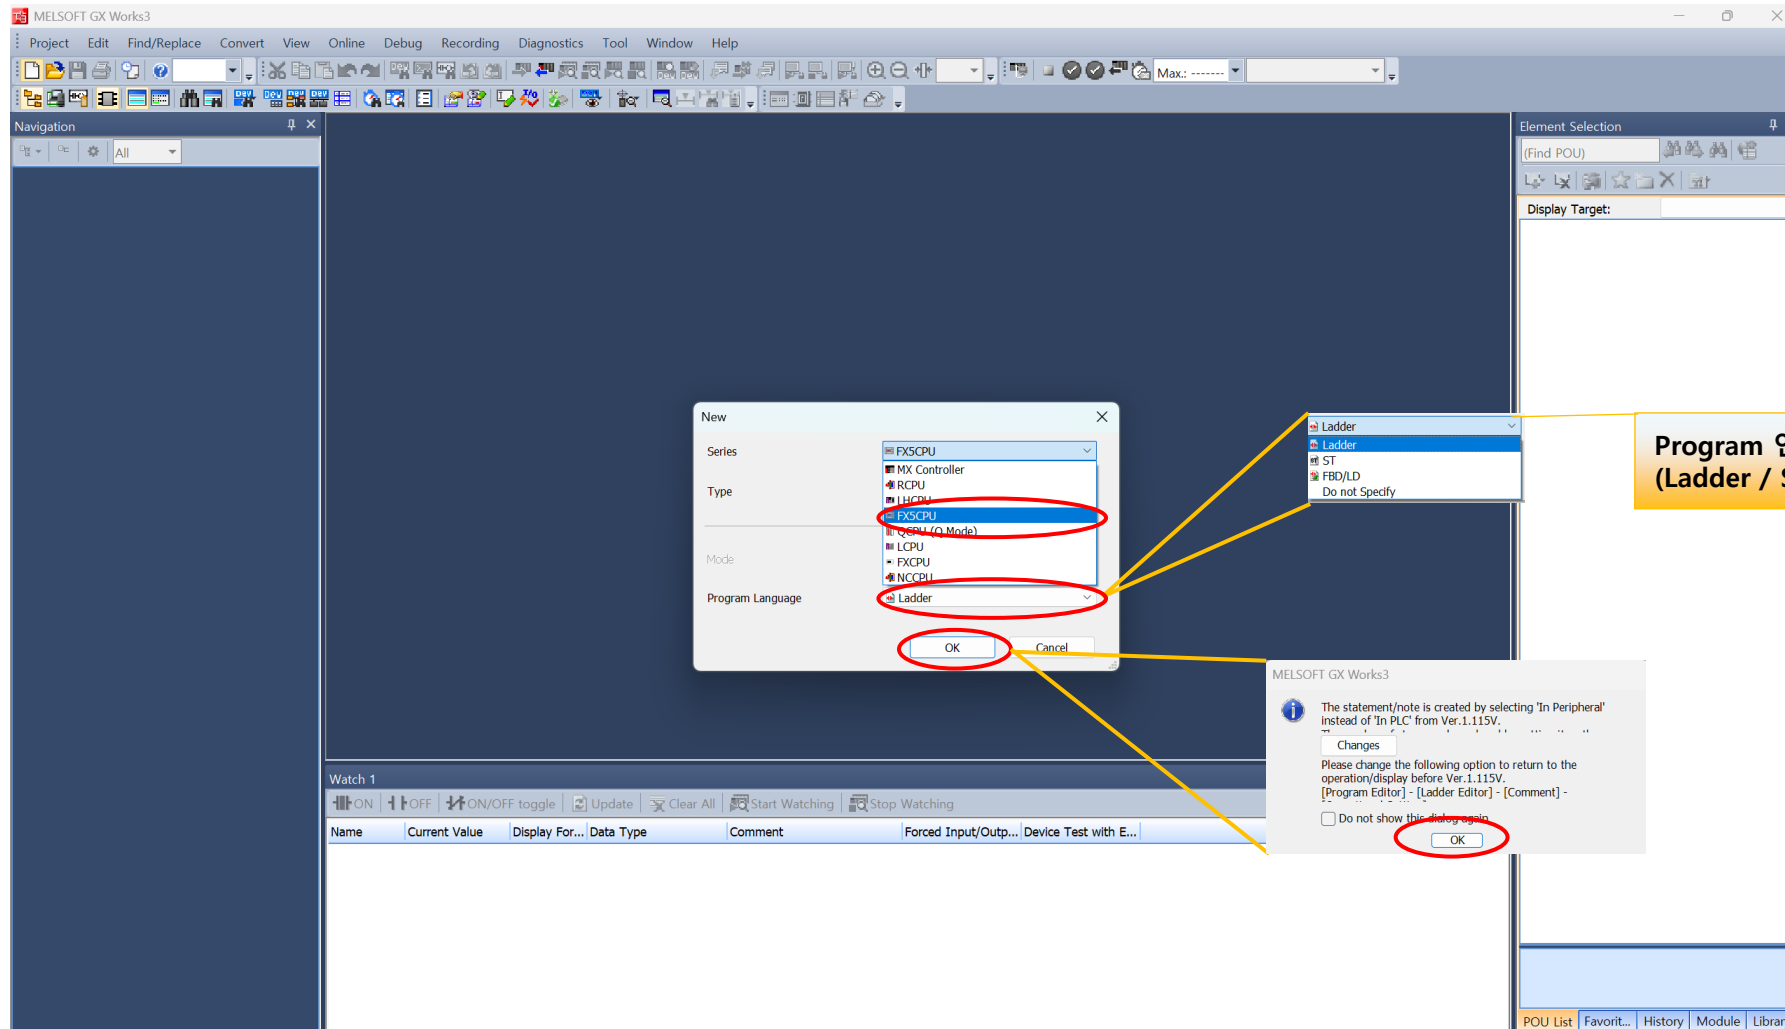 MELSOFT GX Works3
Project Edit Find/Replace Convert View Online Debug Recording Diagnostics Tool Window Help
Max.: -------
Navigation
All
Element Selection
(Find POU)
Display Target:
New
Series FX5CPU
MX Controller
RCPU
LHCPU
FX5CPU
QCPU (Q Mode)
LCPU
FXCPU
NCCPU
Type
Mode
Program Language Ladder
OK Cancel
Ladder
Ladder
ST
FBD/LD
Do not Specify
Program
(Ladder /
MELSOFT GX Works3
The statement/note is created by selecting 'In Peripheral'
instead of 'In PLC' from Ver.1.115V.
Changes
Please change the following option to return to the
operation/display before Ver.1.115V.
[Program Editor] - [Ladder Editor] - [Comment] -
Do not show this dialog again
OK
Watch 1
ON OFF ON/OFF toggle Update Clear All Start Watching Stop Watching
Name Current Value Display For... Data Type Comment Forced Input/Outp... Device Test with E...
POU List Favorit... History Module